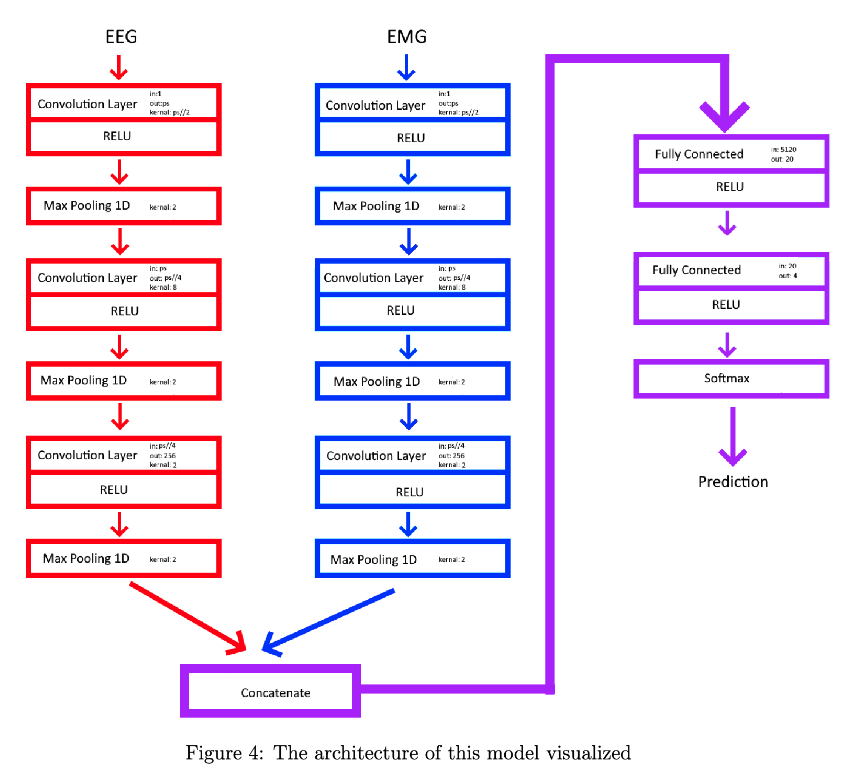 EEG
Convolution Layer
in:1
out:ps
kernal: ps//2
RELU
Max Pooling 1D kernal: 2
Convolution Layer
in: ps
out: ps//4
kernal: 8
RELU
Max Pooling 1D kernal: 2
Convolution Layer
in: ps//4
out: 256
kernal: 2
RELU
Max Pooling 1D kernal: 2
EMG
Convolution Layer
in:1
out:ps
kernal: ps//2
RELU
Max Pooling 1D kernal: 2
Convolution Layer
in: ps
out: ps//4
kernal: 8
RELU
Max Pooling 1D kernal: 2
Convolution Layer
in: ps//4
out: 256
kernal: 2
RELU
Max Pooling 1D kernal: 2
Concatenate
Fully Connected
in: 5120
out: 20
RELU
Fully Connected
in: 20
out: 4
RELU
Softmax
Prediction
Figure 4: The architecture of this model visualized